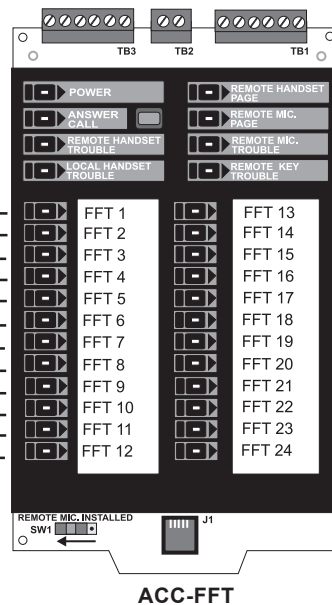 TB3 TB2 TB1
POWER
ANSWER
CALL
REMOTE HANDSET
TROUBLE
LOCAL HANDSET
TROUBLE
REMOTE HANDSET
PAGE
REMOTE MIC.
PAGE
REMOTE MIC.
TROUBLE
REMOTE KEY
TROUBLE
FFT 1
FFT 2
FFT 3
FFT 4
FFT 5
FFT 6
FFT 7
FFT 8
FFT 9
FFT 10
FFT 11
FFT 12
FFT 13
FFT 14
FFT 15
FFT 16
FFT 17
FFT 18
FFT 19
FFT 20
FFT 21
FFT 22
FFT 23
FFT 24
REMOTE MIC. INSTALLED
SW1
J1
ACC-FFT